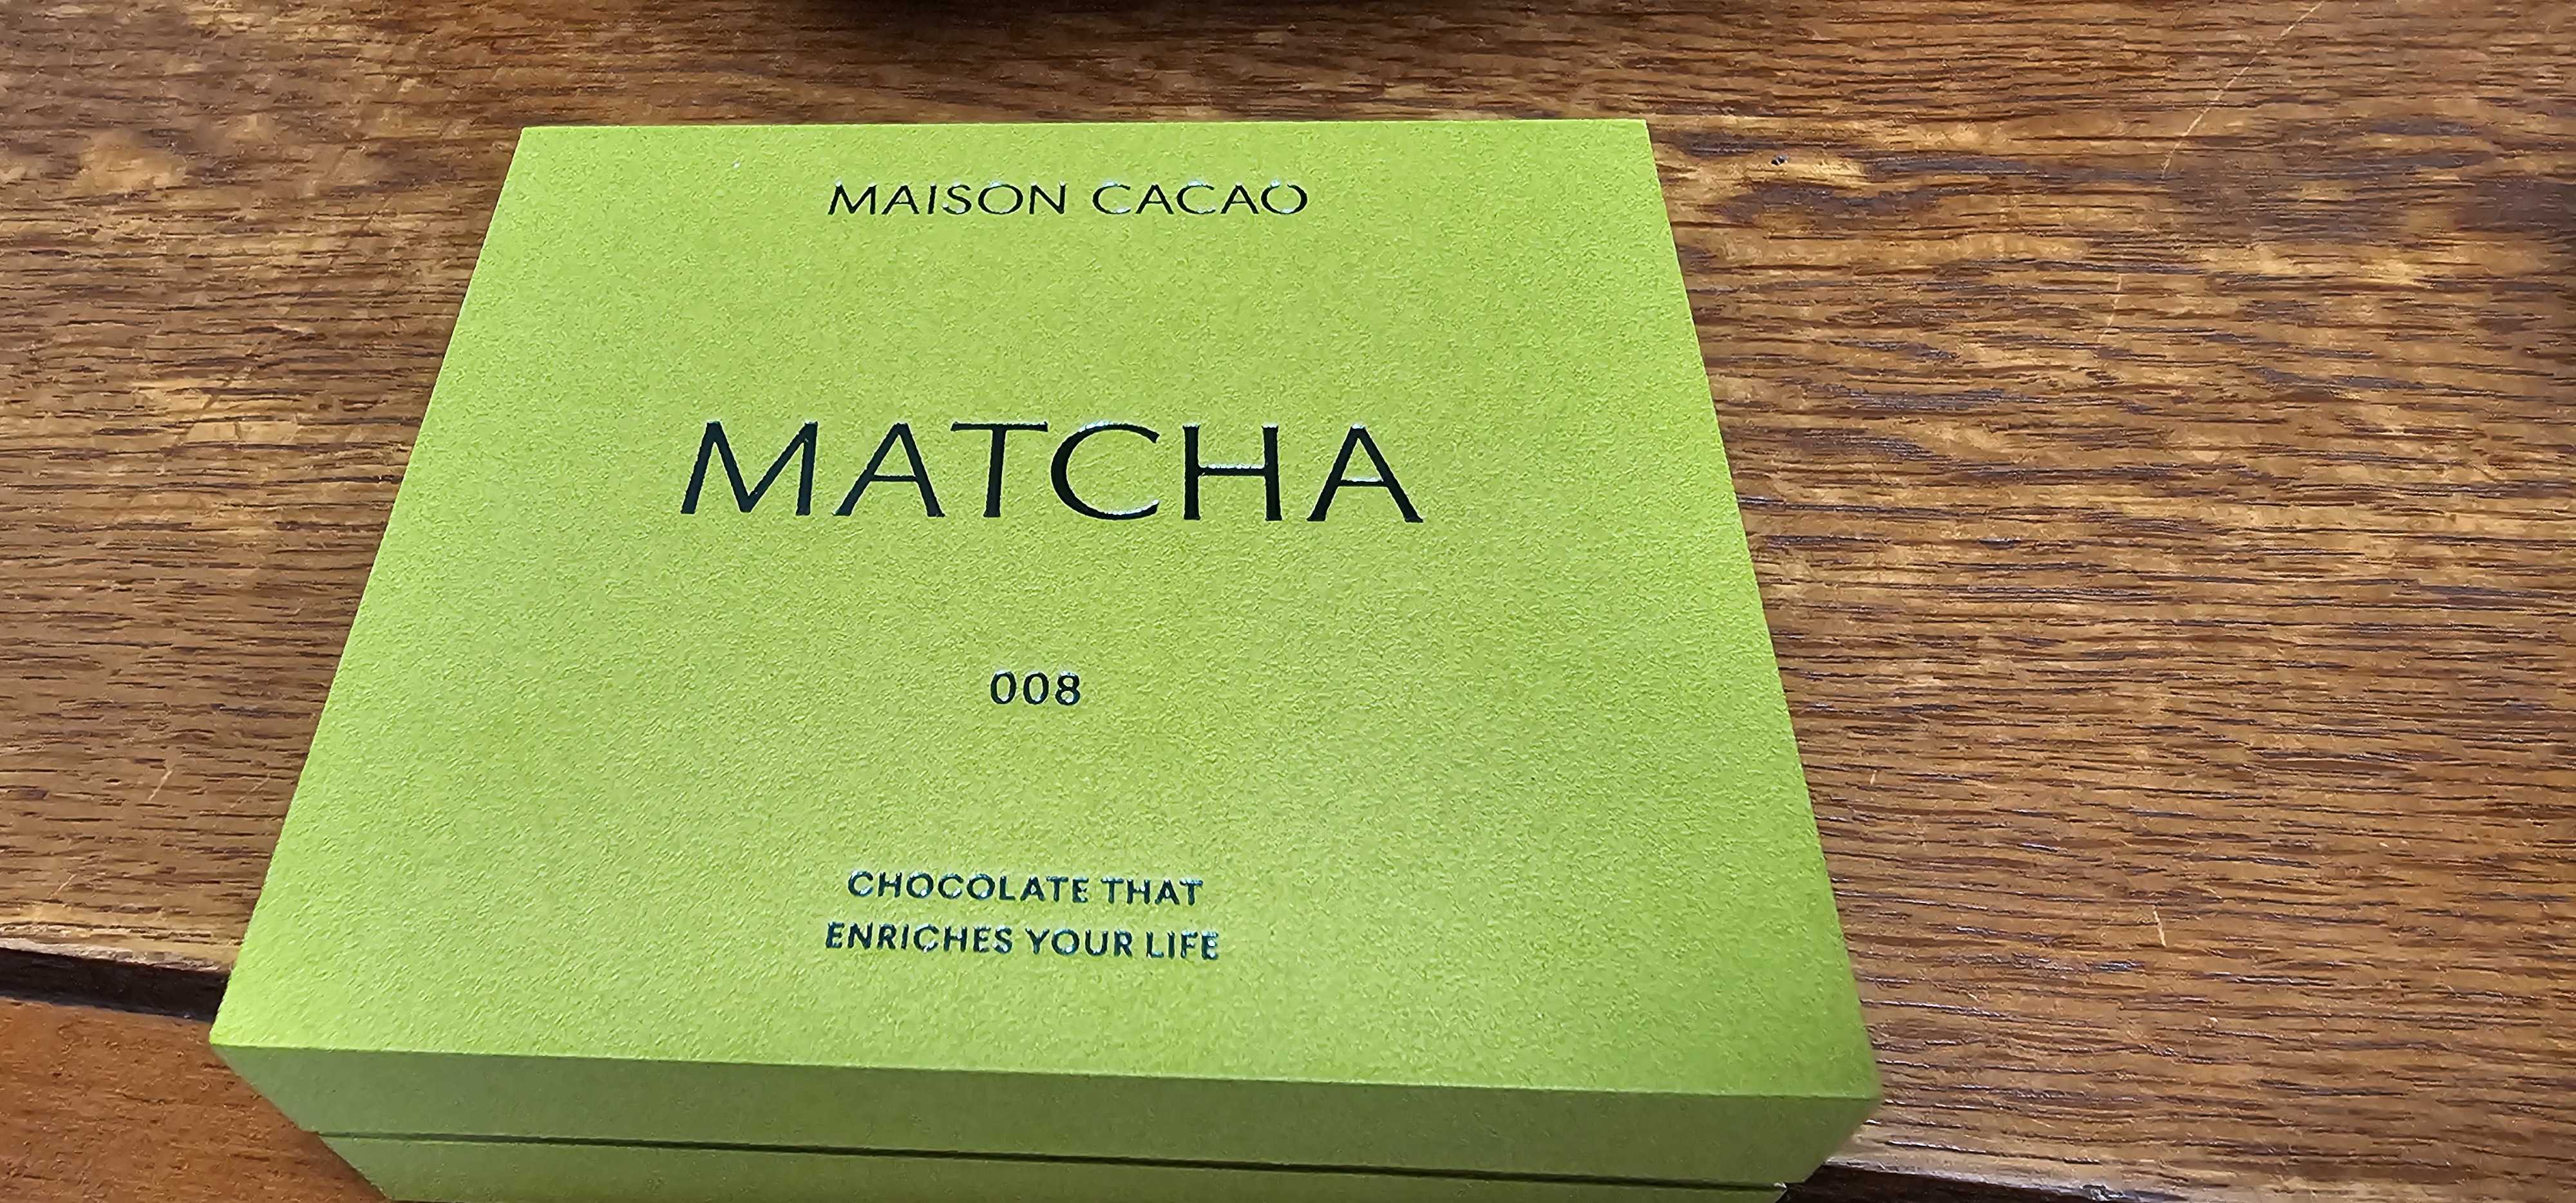 MAISON CACAO
MATCHA
008
CHOCOLATE THAT
ENRICHES YOUR LIFE